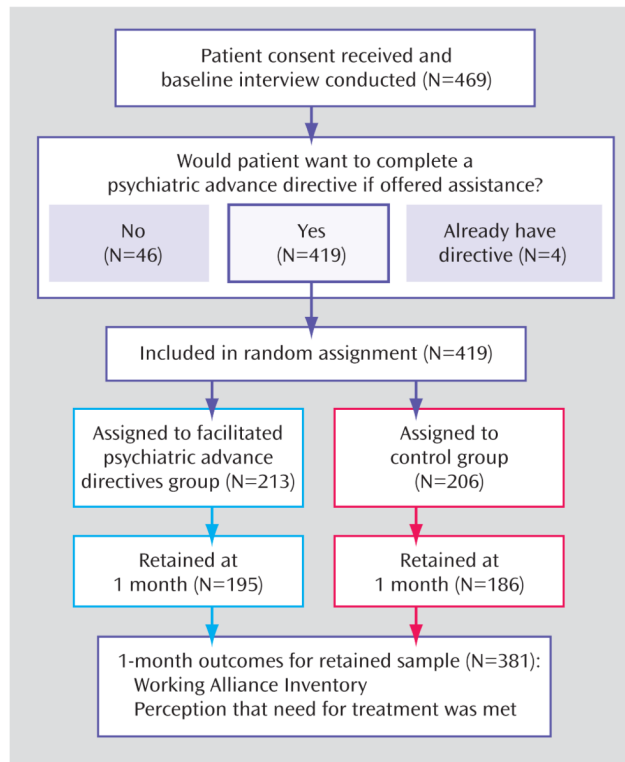 Patient consent received and
baseline interview conducted (N=469)
Would patient want to complete a
psychiatric advance directive if offered assistance?
No
(N=46)
Yes
(N=419)
Already have
directive (N=4)
Included in random assignment (N=419)
Assigned to facilitated
psychiatric advance
directives group (N=213)
Assigned to
control group
(N=206)
Retained at
1 month (N=195)
Retained at
1 month (N=186)
1-month outcomes for retained sample (N=381):
Working Alliance Inventory
Perception that need for treatment was met